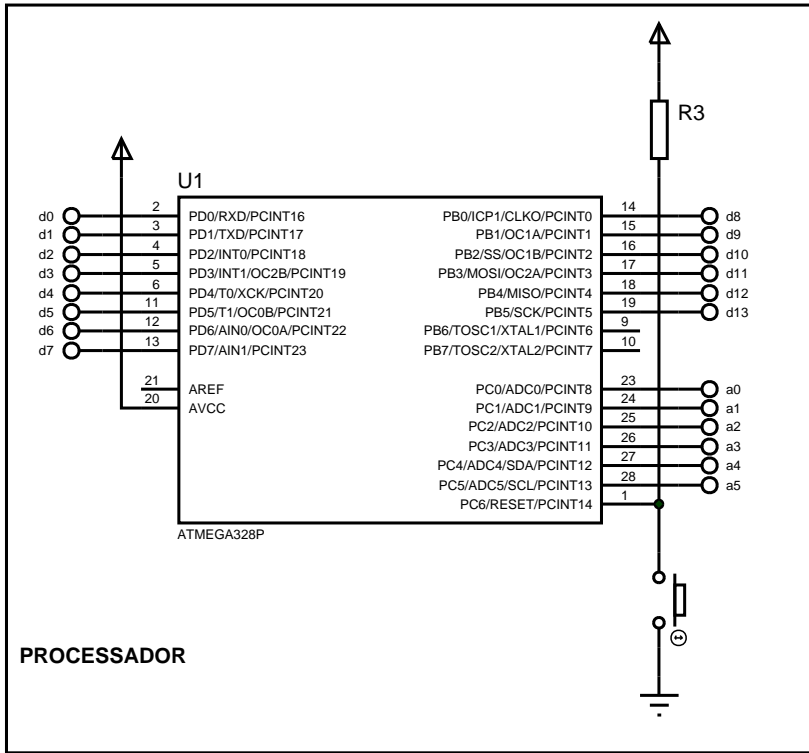 R3
U1
d0 2 PD0/RXD/PCINT16 PB0/ICP1/CLKO/PCINT0 14 d8
d1 3 PD1/TXD/PCINT17 PB1/OC1A/PCINT1 15 d9
d2 4 PD2/INT0/PCINT18 PB2/SS/OC1B/PCINT2 16 d10
d3 5 PD3/INT1/OC2B/PCINT19 PB3/MOSI/OC2A/PCINT3 17 d11
d4 6 PD4/T0/XCK/PCINT20 PB4/MISO/PCINT4 18 d12
d5 11 PD5/T1/OC0B/PCINT21 PB5/SCK/PCINT5 19 d13
d6 12 PD6/AIN0/OC0A/PCINT22 PB6/TOSC1/XTAL1/PCINT6 9
d7 13 PD7/AIN1/PCINT23 PB7/TOSC2/XTAL2/PCINT7 10
21 AREF PC0/ADC0/PCINT8 23 a0
20 AVCC PC1/ADC1/PCINT9 24 a1
PC2/ADC2/PCINT10 25 a2
PC3/ADC3/PCINT11 26 a3
PC4/ADC4/SDA/PCINT12 27 a4
PC5/ADC5/SCL/PCINT13 28 a5
PC6/RESET/PCINT14 1
ATMEGA328P
PROCESSADOR